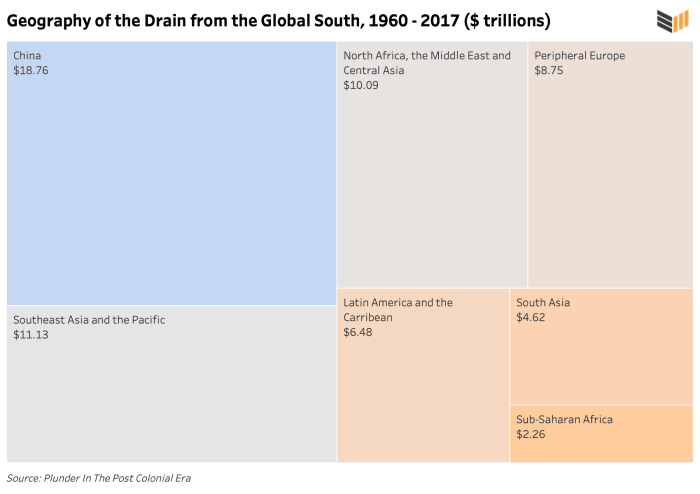 Geography of the Drain from the Global South, 1960 - 2017 ($ trillions)
China
$18.76
North Africa, the Middle East and
Central Asia
$10.09
Peripheral Europe
$8.75
Southeast Asia and the Pacific
$11.13
Latin America and the
Carribean
$6.48
South Asia
$4.62
Sub-Saharan Africa
$2.26
Source: Plunder In The Post Colonial Era